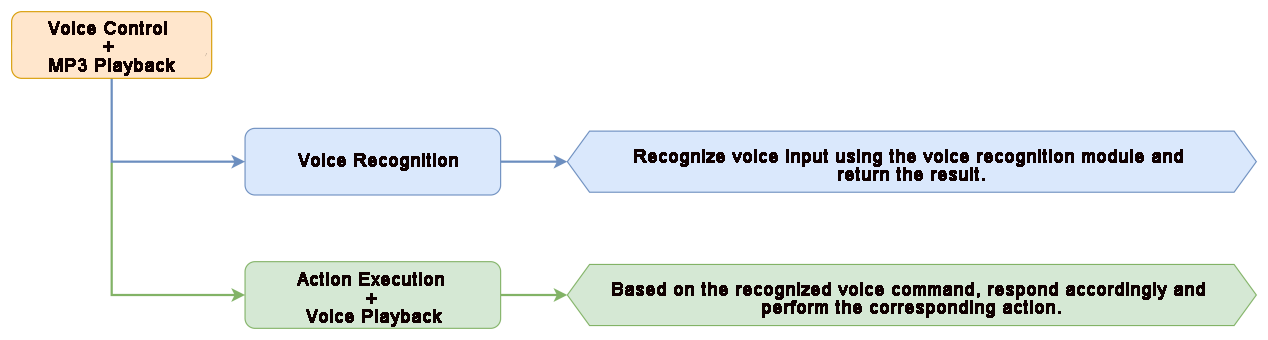 Voice Control
+
MP3 Playback
Voice Recognition
Recognize voice input using the voice recognition module and
return the result.
Action Execution
+
Voice Playback
Based on the recognized voice command, respond accordingly and
perform the corresponding action.